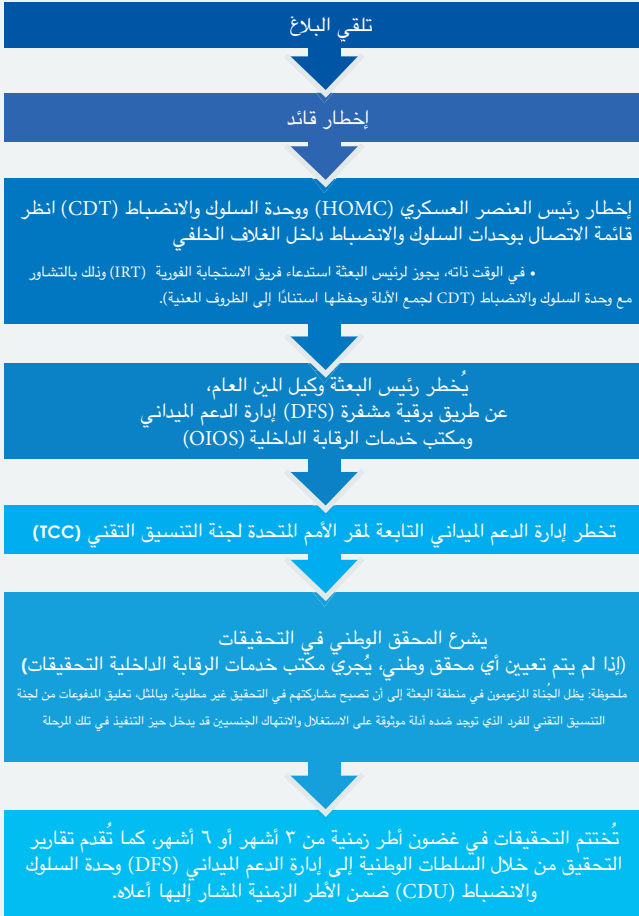 تلقي البلاغ
إخطار قائد
إخطار رئيس العنصر العسكري (HOMC) ووحدة السلوك والانضباط (CDT) انظر
قائمة الاتصال بوحدات السلوك والانضباط داخل الغلاف الخلفي
• في الوقت ذاته، يجوز لرئيس البعثة استدعاء فريق الاستجابة الفورية (IRT) وذلك بالتشاور
مع وحدة السلوك والانضباط (CDT لجمع الأدلة وحفظها استنادًا إلى الظروف المعنية).
يُخطر رئيس البعثة وكيل المين العام،
عن طريق برقية مشفرة (DFS) إدارة الدعم الميداني
ومكتب خدمات الرقابة الداخلية (OIOS)
تخطر إدارة الدعم الميداني التابعة لمقر الأمم المتحدة لجنة التنسيق التقني (TCC)
يشرع المحقق الوطني في التحقيقات
(إذا لم يتم تعيين أي محقق وطني، يُجري مكتب خدمات الرقابة الداخلية التحقيقات)
ملحوظة: يظل الجُناة المزعومون في منطقة البعثة إلى أن تصبح مشاركتهم في التحقيق غير مطلوبة، وبالمثل، تعليق المدفوعات من لجنة
التنسيق التقني للفرد الذي توجد ضده أدلة موثوقة على الاستغلال والانتهاك الجنسيين قد يدخل حيز التنفيذ في تلك المرحلة
تُختتم التحقيقات في غضون أطر زمنية من ٣ أشهر أو ٦ أشهر، كما تُقدم تقارير
التحقيق من خلال السلطات الوطنية إلى إدارة الدعم الميداني (DFS) وحدة السلوك
والانضباط (CDU) ضمن الأطر الزمنية المشار إليها أعلاه.